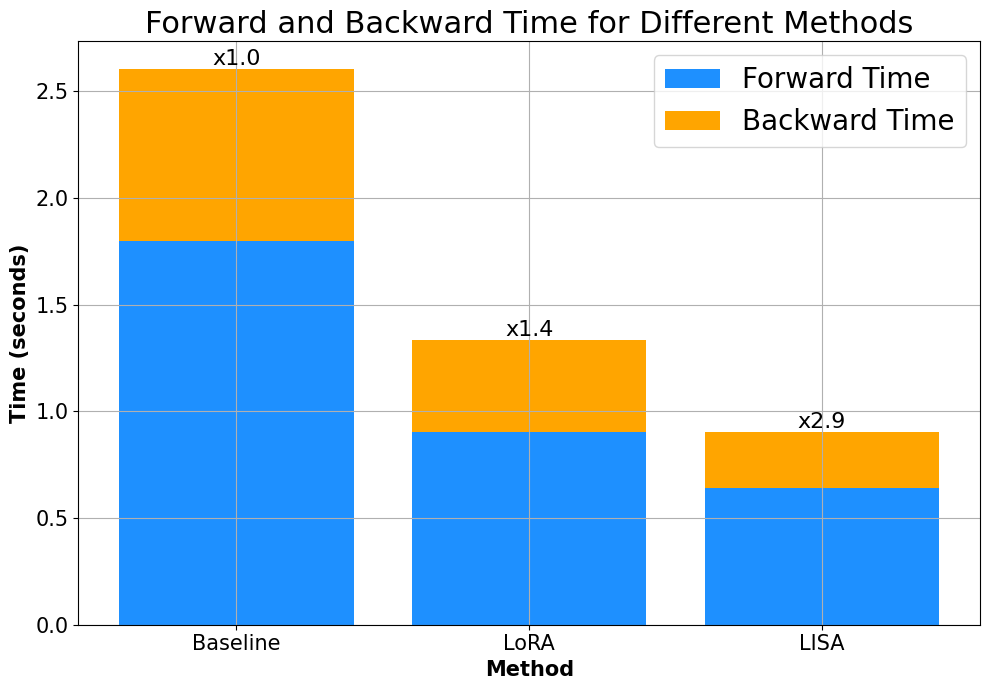 Forward and Backward Time for Different Methods
x1.0
Forward Time
Backward Time
x1.4
x2.9
Time (seconds)
2.5
2.0
1.5
1.0
0.5
0.0
Baseline
LoRA
LISA
Method